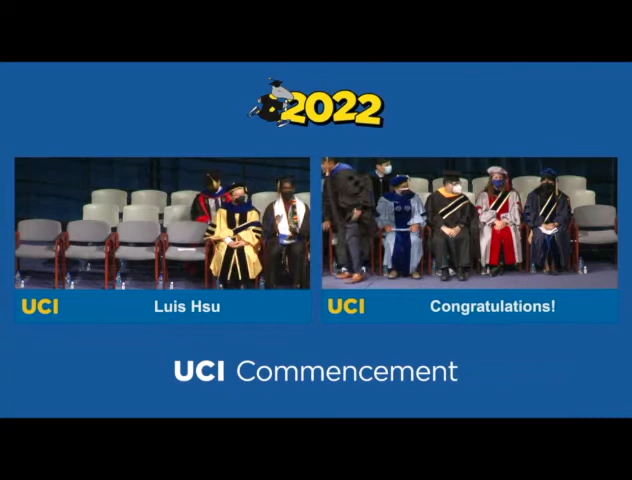 2022
UCI Luis Hsu
UCI Congratulations!
UCI Commencement